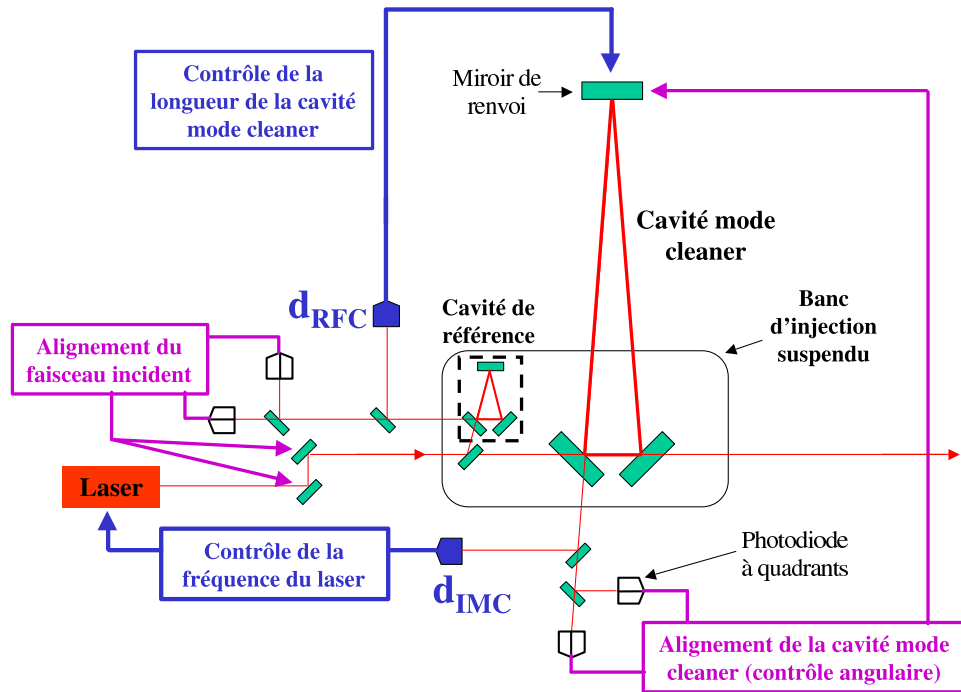 Contrôle de la
longueur de la cavité
mode cleaner
Miroir de
renvoi
Cavité mode
cleaner
d_RFC
Cavité de
référence
Banc
d’injection
suspendu
Alignement du
faisceau incident
Laser
Contrôle de la
fréquence du laser
d_IMC
Photodiode
à quadrants
Alignement de la cavité mode
cleaner (contrôle angulaire)